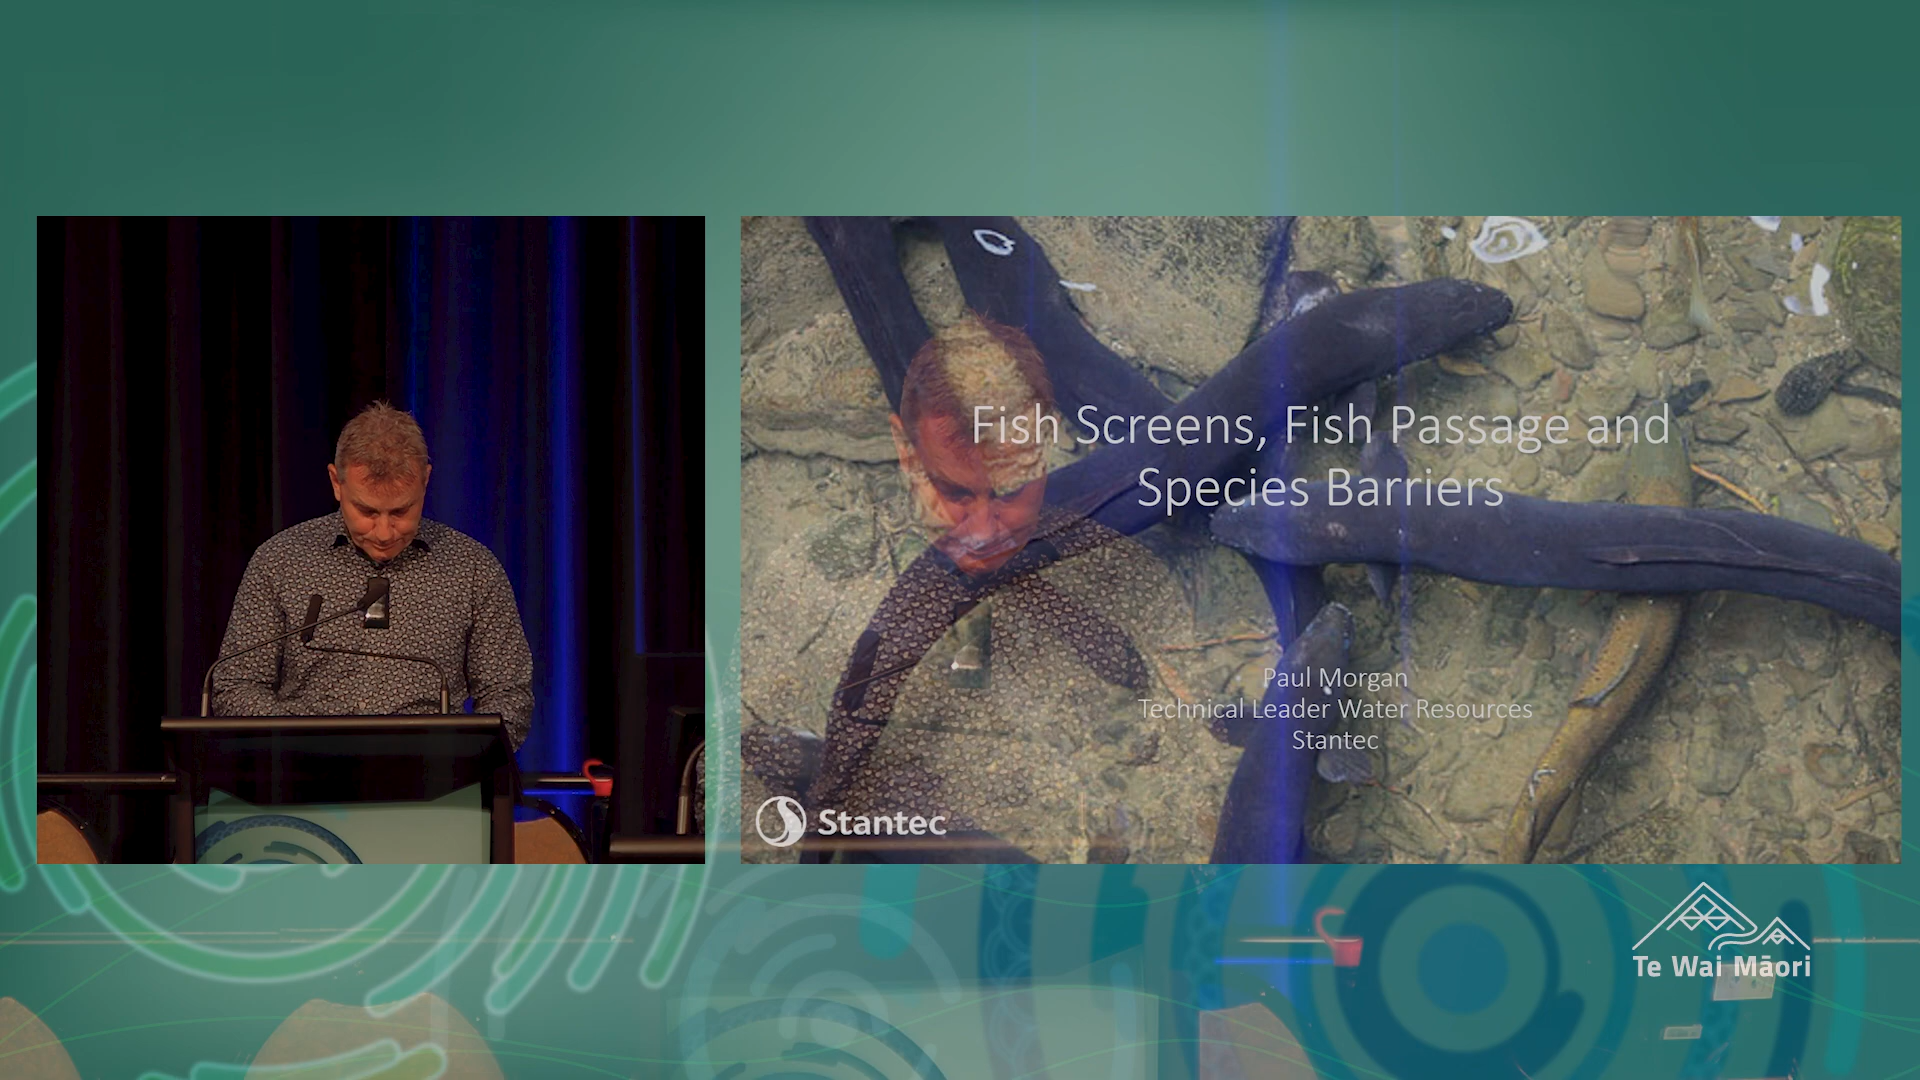 Fish Screens, Fish Passage and
Species Barriers
Paul Morgan
Technical Leader Water Resources
Stantec
Stantec
Te Wai Māori